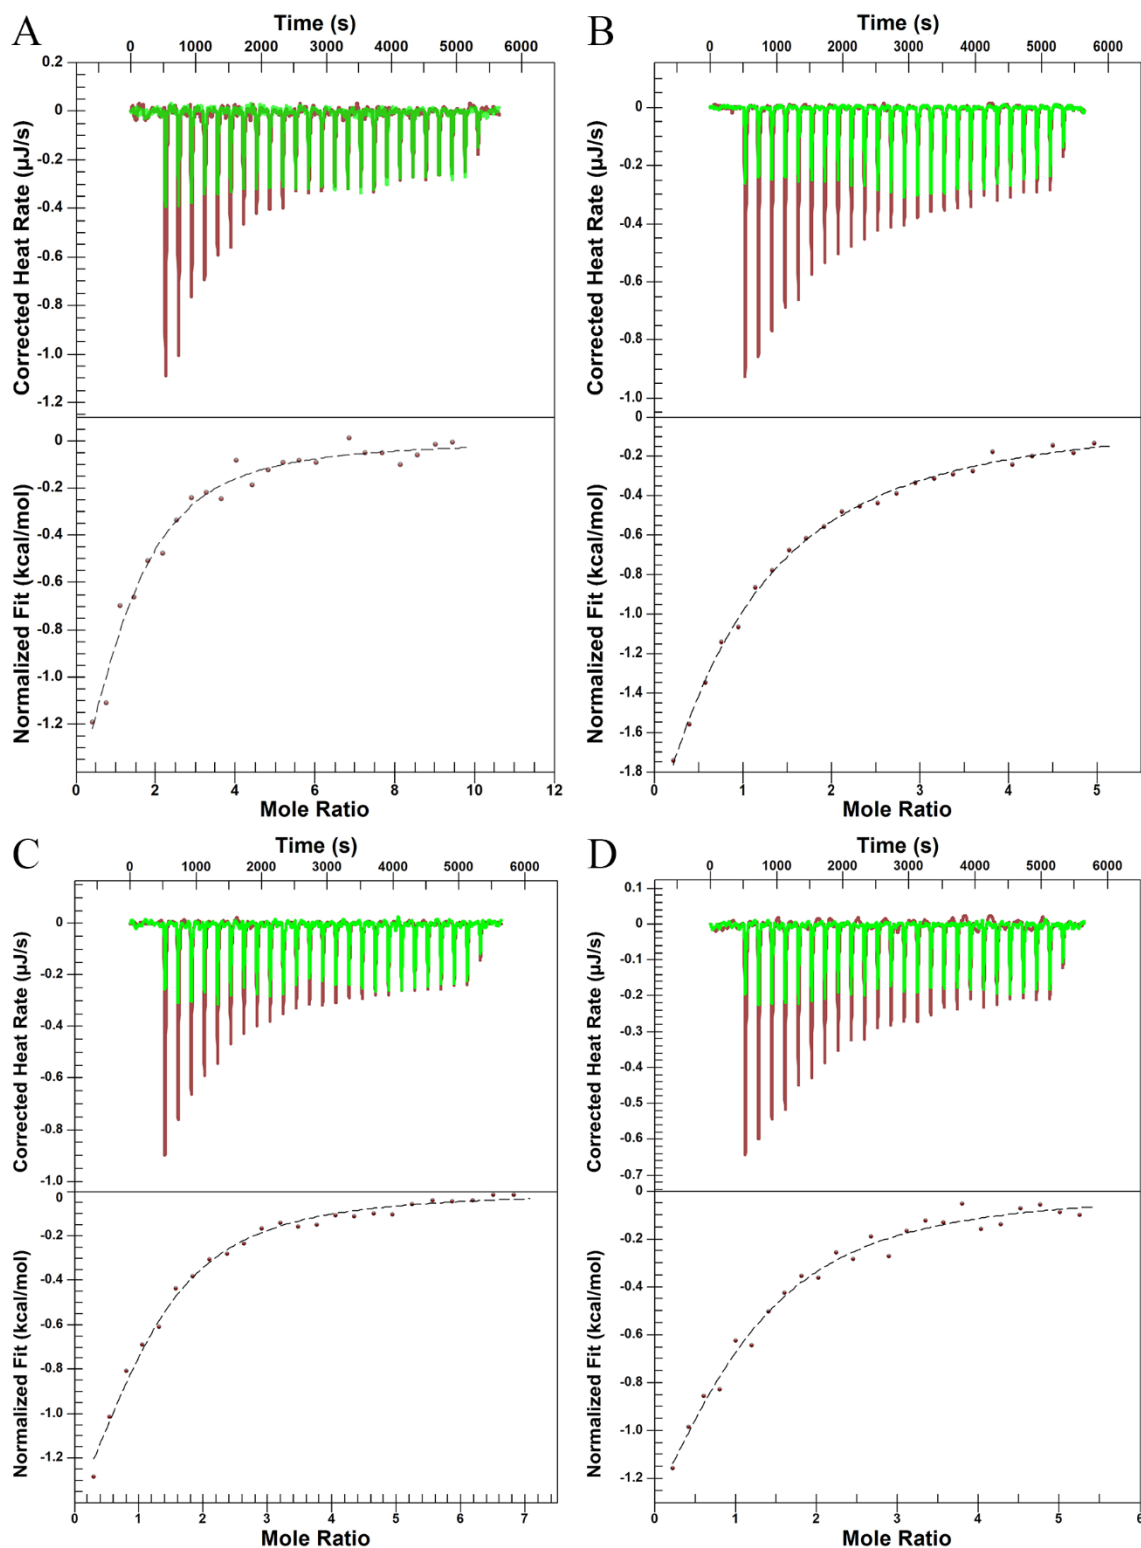 A
Time (s)
0 1000 2000 3000 4000 5000 6000
Corrected Heat Rate (µJ/s)
0.2
0
-0.2
-0.4
-0.6
-0.8
-1.0
-1.2
Normalized Fit (kcal/mol)
0
-0.2
-0.4
-0.6
-0.8
-1.0
-1.2
0 2 4 6 8 10 12
Mole Ratio
B
Time (s)
0 1000 2000 3000 4000 5000 6000
Corrected Heat Rate (µJ/s)
0
-0.2
-0.4
-0.6
-0.8
-1.0
Normalized Fit (kcal/mol)
0
-0.2
-0.4
-0.6
-0.8
-1.0
-1.2
-1.4
-1.6
-1.8
0 1 2 3 4 5
Mole Ratio
C
Time (s)
0 1000 2000 3000 4000 5000 6000
Corrected Heat Rate (µJ/s)
0
-0.2
-0.4
-0.6
-0.8
-1.0
Normalized Fit (kcal/mol)
0
-0.2
-0.4
-0.6
-0.8
-1.0
-1.2
0 1 2 3 4 5 6 7
Mole Ratio
D
Time (s)
0 1000 2000 3000 4000 5000 6000
Corrected Heat Rate (µJ/s)
0.1
0
-0.1
-0.2
-0.3
-0.4
-0.5
-0.6
-0.7
Normalized Fit (kcal/mol)
0
-0.2
-0.4
-0.6
-0.8
-1.0
-1.2
0 1 2 3 4 5 6
Mole Ratio